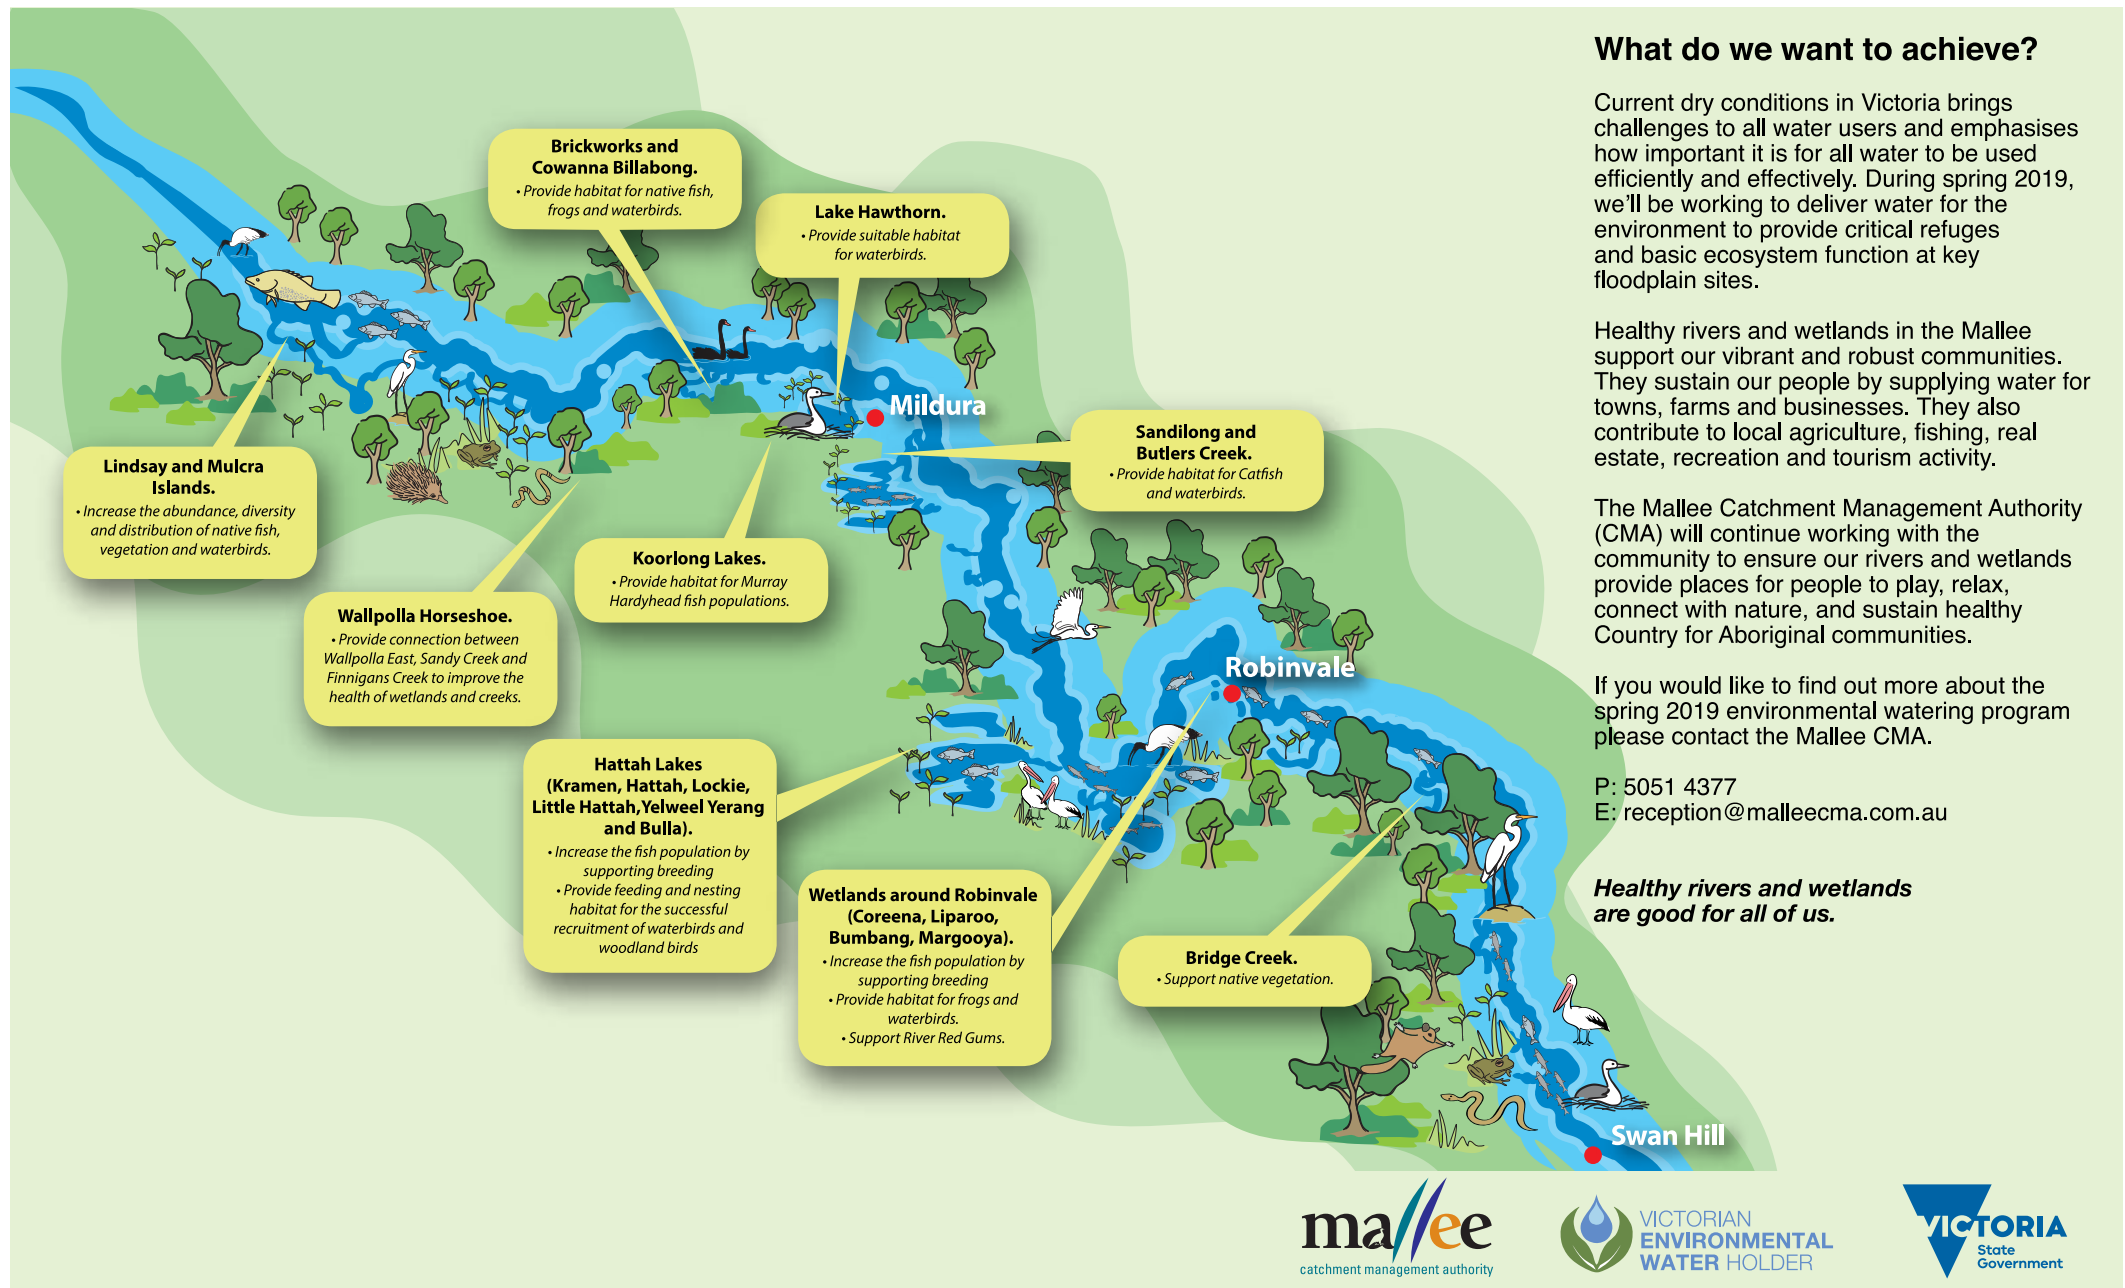 What do we want to achieve?
Current dry conditions in Victoria brings
challenges to all water users and emphasises
how important it is for all water to be used
efficiently and effectively. During spring 2019,
we'll be working to deliver water for the
environment to provide critical refuges
and basic ecosystem function at key
floodplain sites.
Healthy rivers and wetlands in the Mallee
support our vibrant and robust communities.
They sustain our people by supplying water for
towns, farms and businesses. They also
contribute to local agriculture, fishing, real
estate, recreation and tourism activity.
The Mallee Catchment Management Authority
(CMA) will continue working with the
community to ensure our rivers and wetlands
provide places for people to play, relax,
connect with nature, and sustain healthy
Country for Aboriginal communities.
If you would like to find out more about the
spring 2019 environmental watering program
please contact the Mallee CMA.
P: 5051 4377
E: reception@malleecma.com.au
Healthy rivers and wetlands
are good for all of us.
Brickworks and
Cowanna Billabong.
• Provide habitat for native fish,
frogs and waterbirds.
Lake Hawthorn.
• Provide suitable habitat
for waterbirds.
Mildura
Sandilong and
Butlers Creek.
• Provide habitat for Catfish
and waterbirds.
Lindsay and Mulcra
Islands.
• Increase the abundance, diversity
and distribution of native fish,
vegetation and waterbirds.
Koorlong Lakes.
• Provide habitat for Murray
Hardyhead fish populations.
Wallpolla Horseshoe.
• Provide connection between
Wallpolla East, Sandy Creek and
Finnigans Creek to improve the
health of wetlands and creeks.
Robinvale
Hattah Lakes
(Kramen, Hattah, Lockie,
Little Hattah,Yelweel Yerang
and Bulla).
• Increase the fish population by
supporting breeding
• Provide feeding and nesting
habitat for the successful
recruitment of waterbirds and
woodland birds
Wetlands around Robinvale
(Coreena, Liparoo,
Bumbang, Margooya).
• Increase the fish population by
supporting breeding
• Provide habitat for frogs and
waterbirds.
• Support River Red Gums.
Bridge Creek.
• Support native vegetation.
Swan Hill
mallee
catchment management authority
VICTORIAN
ENVIRONMENTAL
WATER HOLDER
VICTORIA
State
Government